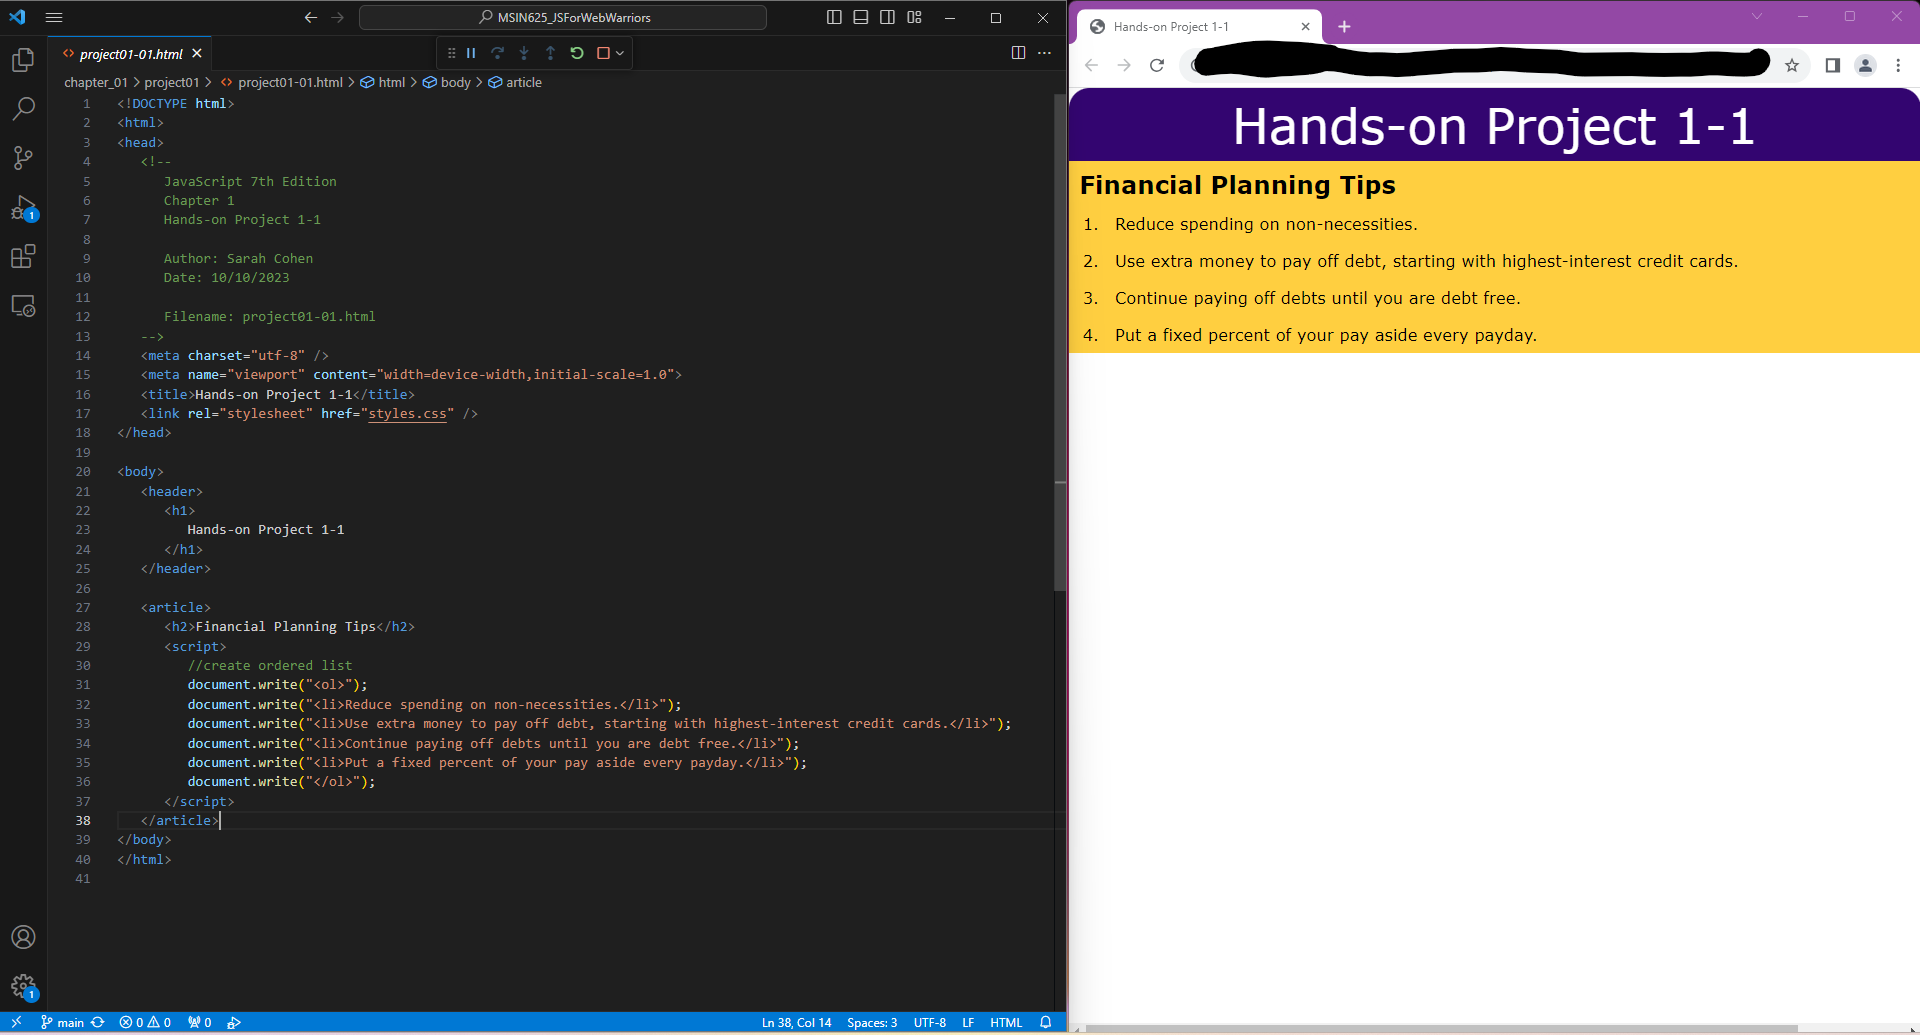 MSIN625_JSForWebWarriors
project01-01.html
chapter_01 > project01 > project01-01.html > html > body > article
1 <!DOCTYPE html>
2 <html>
3 <head>
4 <!--
5 JavaScript 7th Edition
6 Chapter 1
7 Hands-on Project 1-1
8
9 Author: Sarah Cohen
10 Date: 10/10/2023
11
12 Filename: project01-01.html
13 -->
14 <meta charset="utf-8" />
15 <meta name="viewport" content="width=device-width,initial-scale=1.0">
16 <title>Hands-on Project 1-1</title>
17 <link rel="stylesheet" href="styles.css" />
18 </head>
19
20 <body>
21 <header>
22 <h1>
23 Hands-on Project 1-1
24 </h1>
25 </header>
26
27 <article>
28 <h2>Financial Planning Tips</h2>
29 <script>
30 //create ordered list
31 document.write("<ol>");
32 document.write("<li>Reduce spending on non-necessities.</li>");
33 document.write("<li>Use extra money to pay off debt, starting with highest-interest credit cards.</li>");
34 document.write("<li>Continue paying off debts until you are debt free.</li>");
35 document.write("<li>Put a fixed percent of your pay aside every payday.</li>");
36 document.write("</ol>");
37 </script>
38 </article>
39 </body>
40 </html>
41
1
1
main 0 0 0 Ln 38, Col 14 Spaces: 3 UTF-8 LF HTML
Hands-on Project 1-1
Hands-on Project 1-1
Financial Planning Tips
1. Reduce spending on non-necessities.
2. Use extra money to pay off debt, starting with highest-interest credit cards.
3. Continue paying off debts until you are debt free.
4. Put a fixed percent of your pay aside every payday.